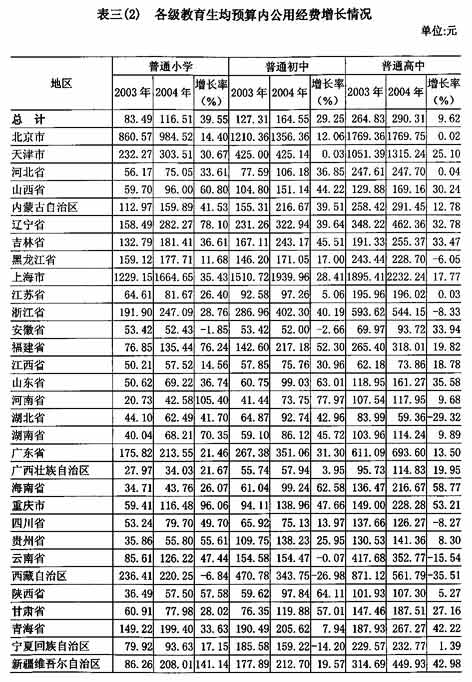 表三(2) 各级教育生均预算内公用经费增长情况
单位:元
地区 普通小学 普通初中 普通高中
2003年 2004年 增长率(%) 2003年 2004年 增长率(%) 2003年 2004年 增长率(%)
总 计 83.49 116.51 39.55 127.31 164.55 29.25 264.83 290.31 9.62
北京市 860.57 984.52 14.40 1210.36 1356.36 12.06 1769.36 1769.75 0.02
天津市 232.27 303.51 30.67 425.00 425.14 0.03 1051.39 1315.24 25.10
河北省 56.17 75.05 33.61 77.59 106.18 36.85 247.61 247.70 0.04
山西省 59.70 96.00 60.80 104.80 151.14 44.22 129.88 169.16 30.24
内蒙古自治区 112.97 159.89 41.53 155.31 216.67 39.51 258.42 291.45 12.78
辽宁省 158.49 282.27 78.10 231.26 322.94 39.64 348.22 462.36 32.78
吉林省 132.79 181.41 36.61 167.11 243.17 45.51 191.33 255.37 33.47
黑龙江省 159.12 177.71 11.68 146.20 171.05 17.00 243.44 228.70 -6.05
上海市 1229.15 1664.65 35.43 1510.72 1939.96 28.41 1895.41 2232.24 17.77
江苏省 64.61 81.67 26.40 92.58 97.26 5.06 195.96 196.02 0.03
浙江省 191.90 247.09 28.76 286.96 402.30 40.19 593.62 544.15 -8.33
安徽省 53.42 52.43 -1.85 53.42 52.00 -2.66 69.97 93.72 33.94
福建省 76.85 135.44 76.24 142.60 217.18 52.30 265.40 318.01 19.82
江西省 50.21 57.52 14.56 57.85 75.76 30.96 62.18 73.86 18.78
山东省 50.62 69.22 36.74 60.75 99.03 63.01 118.95 161.27 35.58
河南省 20.73 42.58 105.40 41.44 73.75 77.97 107.54 117.95 9.68
湖北省 44.10 62.49 41.70 64.87 92.74 42.96 83.99 59.36 -29.32
湖南省 40.04 68.21 70.35 59.10 86.12 45.72 103.96 114.24 9.89
广东省 175.82 213.55 21.46 267.38 351.06 31.30 611.09 693.60 13.50
广西壮族自治区 27.97 34.03 21.67 55.74 57.94 3.95 95.73 114.83 19.95
海南省 34.71 43.76 26.07 61.04 99.24 62.58 136.47 216.67 58.77
重庆市 59.41 116.48 96.06 94.11 138.96 47.66 149.00 228.28 53.21
四川省 53.24 79.70 49.70 65.92 75.13 13.97 137.66 126.27 -8.27
贵州省 35.86 55.80 55.61 109.75 138.23 25.95 130.53 141.36 8.30
云南省 85.61 126.22 47.44 154.58 154.47 -0.07 417.68 352.77 -15.54
西藏自治区 236.41 220.25 -6.84 470.78 343.75 -26.98 871.12 561.79 -35.51
陕西省 36.49 57.50 57.58 59.62 97.84 64.11 101.93 107.30 5.27
甘肃省 60.91 77.98 28.02 76.35 119.88 57.01 147.46 187.51 27.16
青海省 149.22 199.40 33.63 190.49 205.62 7.94 187.93 267.27 42.22
宁夏回族自治区 79.92 93.63 17.15 185.58 159.22 -14.20 229.57 232.77 1.39
新疆维吾尔自治区 86.26 208.01 141.14 177.89 212.70 19.57 314.69 449.93 42.98